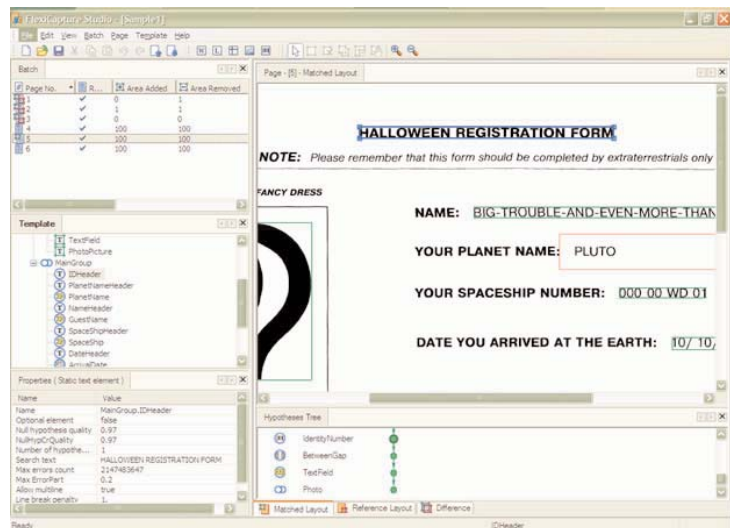 FlexiCapture Studio - [Sample1]
File Edit View Batch Page Template Help
Batch
Page No. R... Area Added Area Removed
1 0 1
2 1 1
3 0 0
4 100 100
5 100 100
6 100 100
Template
TextField
PhotoPicture
MainGroup
IDHeader
PlanetNameHeader
PlanetName
NameHeader
GuestName
SpaceShipHeader
SpaceShip
DateHeader
ArrivalDate
Properties ( Static text element )
Name Value
Name MainGroup.IDHeader
Optional element false
Null hypothesis quality 0.97
NullHypCrQuality 0.97
Number of hypothe... 1
Search text HALLOWEEN REGISTRATION FORM
Max errors count 2147483647
Max ErrorPart 0.2
Allow multiline true
Line break penalty 1.
Page - [5] - Matched Layout
HALLOWEEN REGISTRATION FORM
NOTE: Please remember that this form should be completed by extraterrestrials only
FANCY DRESS
NAME: BIG-TROUBLE-AND-EVEN-MORE-THAN
YOUR PLANET NAME: PLUTO
YOUR SPACESHIP NUMBER: 000 00 WD 01
DATE YOU ARRIVED AT THE EARTH: 10/ 10/
Hypotheses Tree
IdentityNumber
BetweenGap
TextField
Photo
Matched Layout Reference Layout Difference
Ready IDHeader